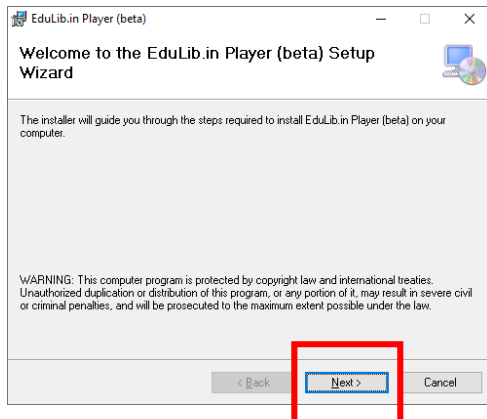 EduLib.in Player (beta)
Welcome to the EduLib.in Player (beta) Setup
Wizard
The installer will guide you through the steps required to install EduLib.in Player (beta) on your
computer.
WARNING: This computer program is protected by copyright law and international treaties.
Unauthorized duplication or distribution of this program, or any portion of it, may result in severe civil
or criminal penalties, and will be prosecuted to the maximum extent possible under the law.
< Back
Next >
Cancel